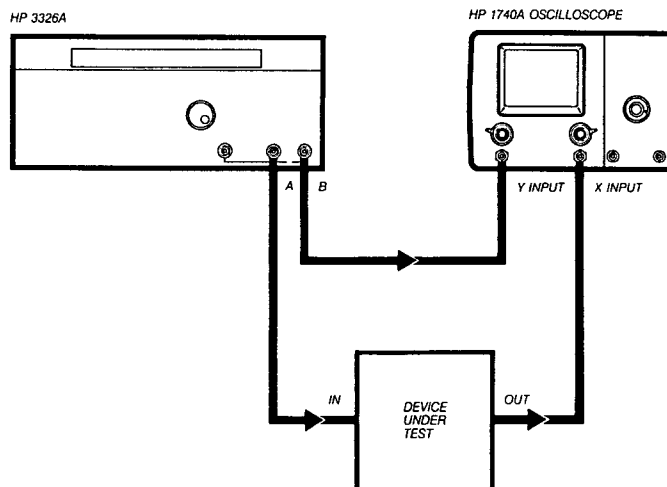 HP 3326A
HP 1740A OSCILLOSCOPE
A B
Y INPUT X INPUT
IN
DEVICE
UNDER
TEST
OUT